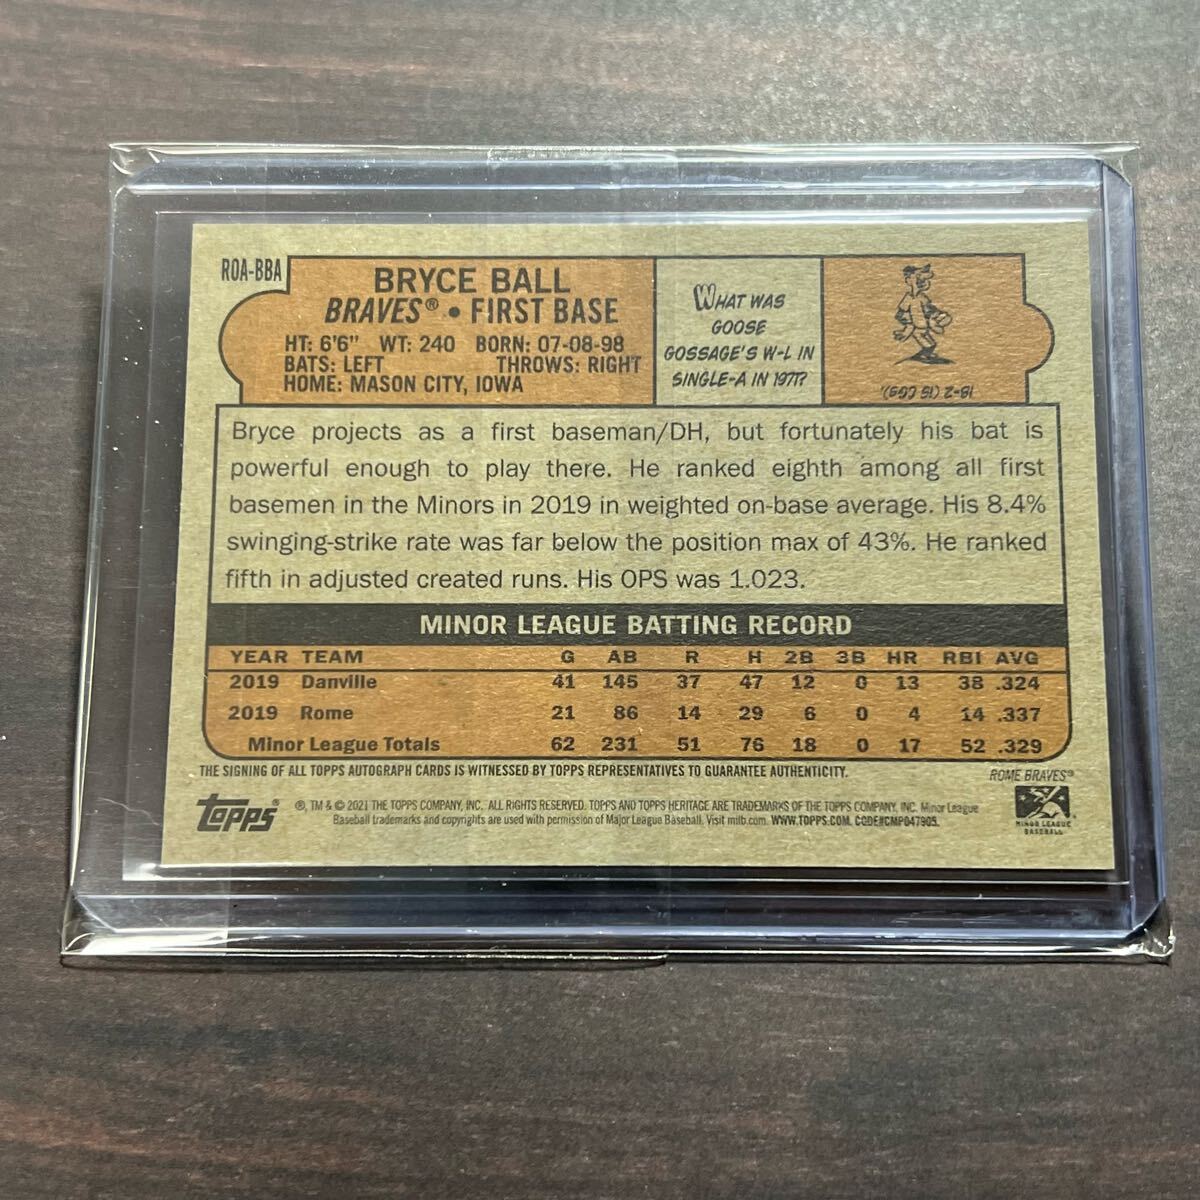 ROA-BBA
BRYCE BALL
BRAVES® • FIRST BASE
HT: 6'6" WT: 240 BORN: 07-08-98
BATS: LEFT THROWS: RIGHT
HOME: MASON CITY, IOWA
WHAT WAS
GOOSE
GOSSAGE'S W-L IN
SINGLE-A IN 1971?
18-2 (15 CGS).
Bryce projects as a first baseman/DH, but fortunately his bat is
powerful enough to play there. He ranked eighth among all first
basemen in the Minors in 2019 in weighted on-base average. His 8.4%
swinging-strike rate was far below the position max of 43%. He ranked
fifth in adjusted created runs. His OPS was 1.023.
MINOR LEAGUE BATTING RECORD
YEAR TEAM G AB R H 2B 3B HR RBI AVG
2019 Danville 41 145 37 47 12 0 13 38 .324
2019 Rome 21 86 14 29 6 0 4 14 .337
Minor League Totals 62 231 51 76 18 0 17 52 .329
THE SIGNING OF ALL TOPPS AUTOGRAPH CARDS IS WITNESSED BY TOPPS REPRESENTATIVES TO GUARANTEE AUTHENTICITY.
ROME BRAVES®
topps®
®, TM & © 2021 THE TOPPS COMPANY, INC. ALL RIGHTS RESERVED. TOPPS AND TOPPS HERITAGE ARE TRADEMARKS OF THE TOPPS COMPANY, INC. Minor League
Baseball trademarks and copyrights are used with permission of Major League Baseball. Visit milb.com. WWW.TOPPS.COM. CODE#CMP047905.
MINOR LEAGUE
BASEBALL